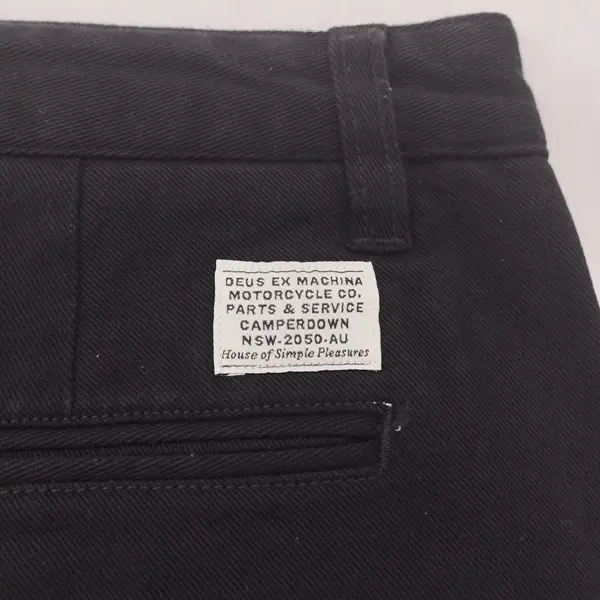 DEUS EX MACHINA
MOTORCYCLE CO.
PARTS & SERVICE
CAMPERDOWN
NSW-2050-AU
House of Simple Pleasures